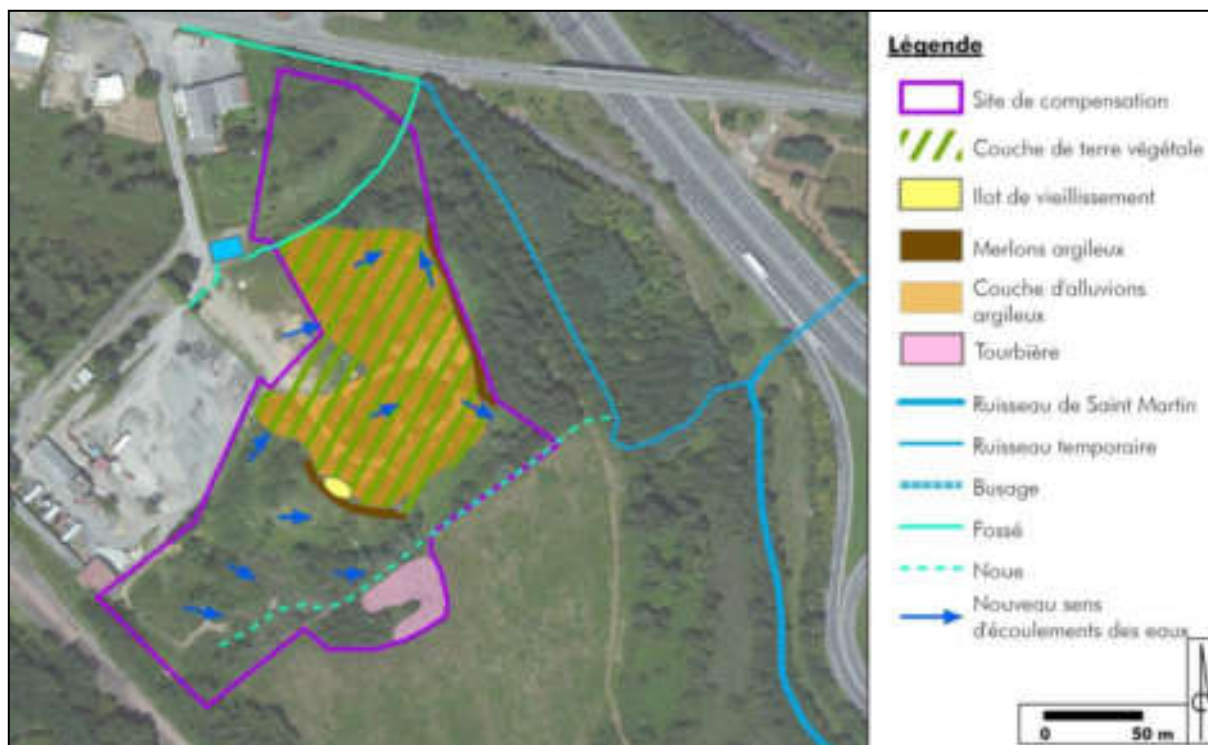 Légende
Site de compensation
Couche de terre végétale
Ilot de vieillissement
Merlons argileux
Couche d'alluvions
argileux
Tourbière
Ruisseau de Saint Martin
Ruisseau temporaire
Busage
Fossé
Noue
Nouveau sens
d'écoulements des eaux
0 50 m